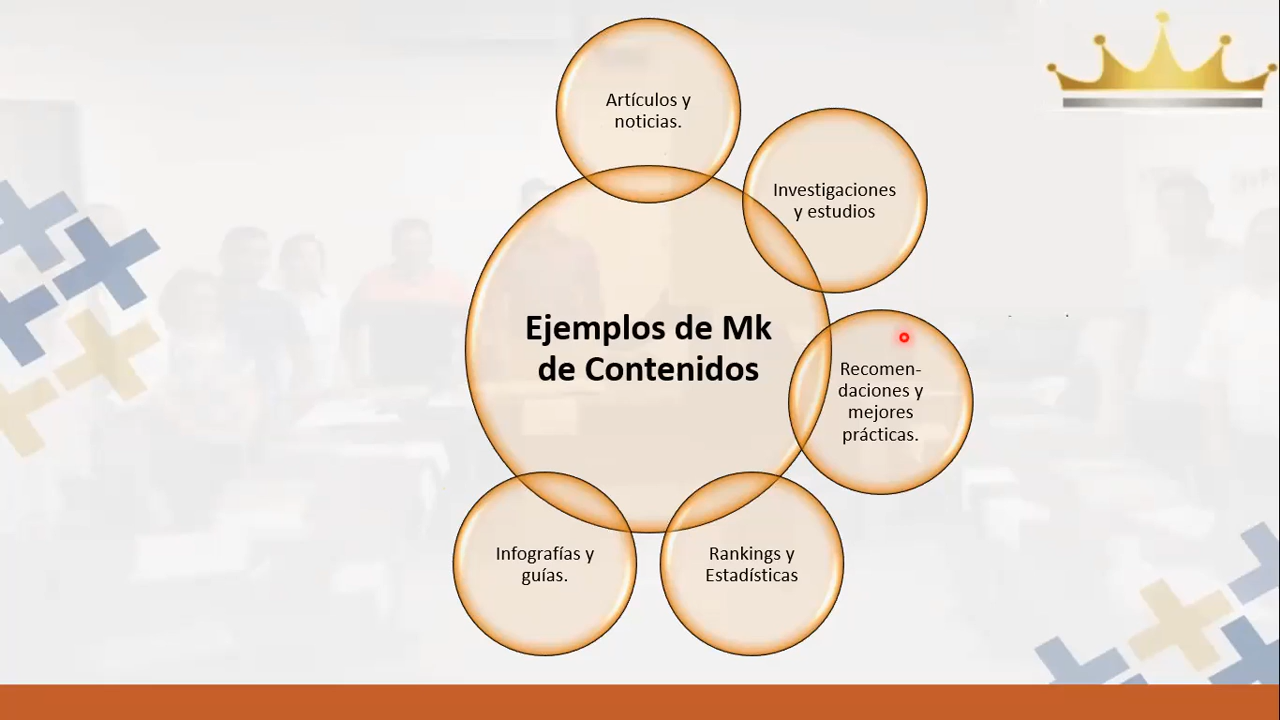 Artículos y
noticias.
Investigaciones
y estudios
Ejemplos de Mk
de Contenidos
Recomen-
daciones y
mejores
prácticas.
Infografías y
guías.
Rankings y
Estadísticas